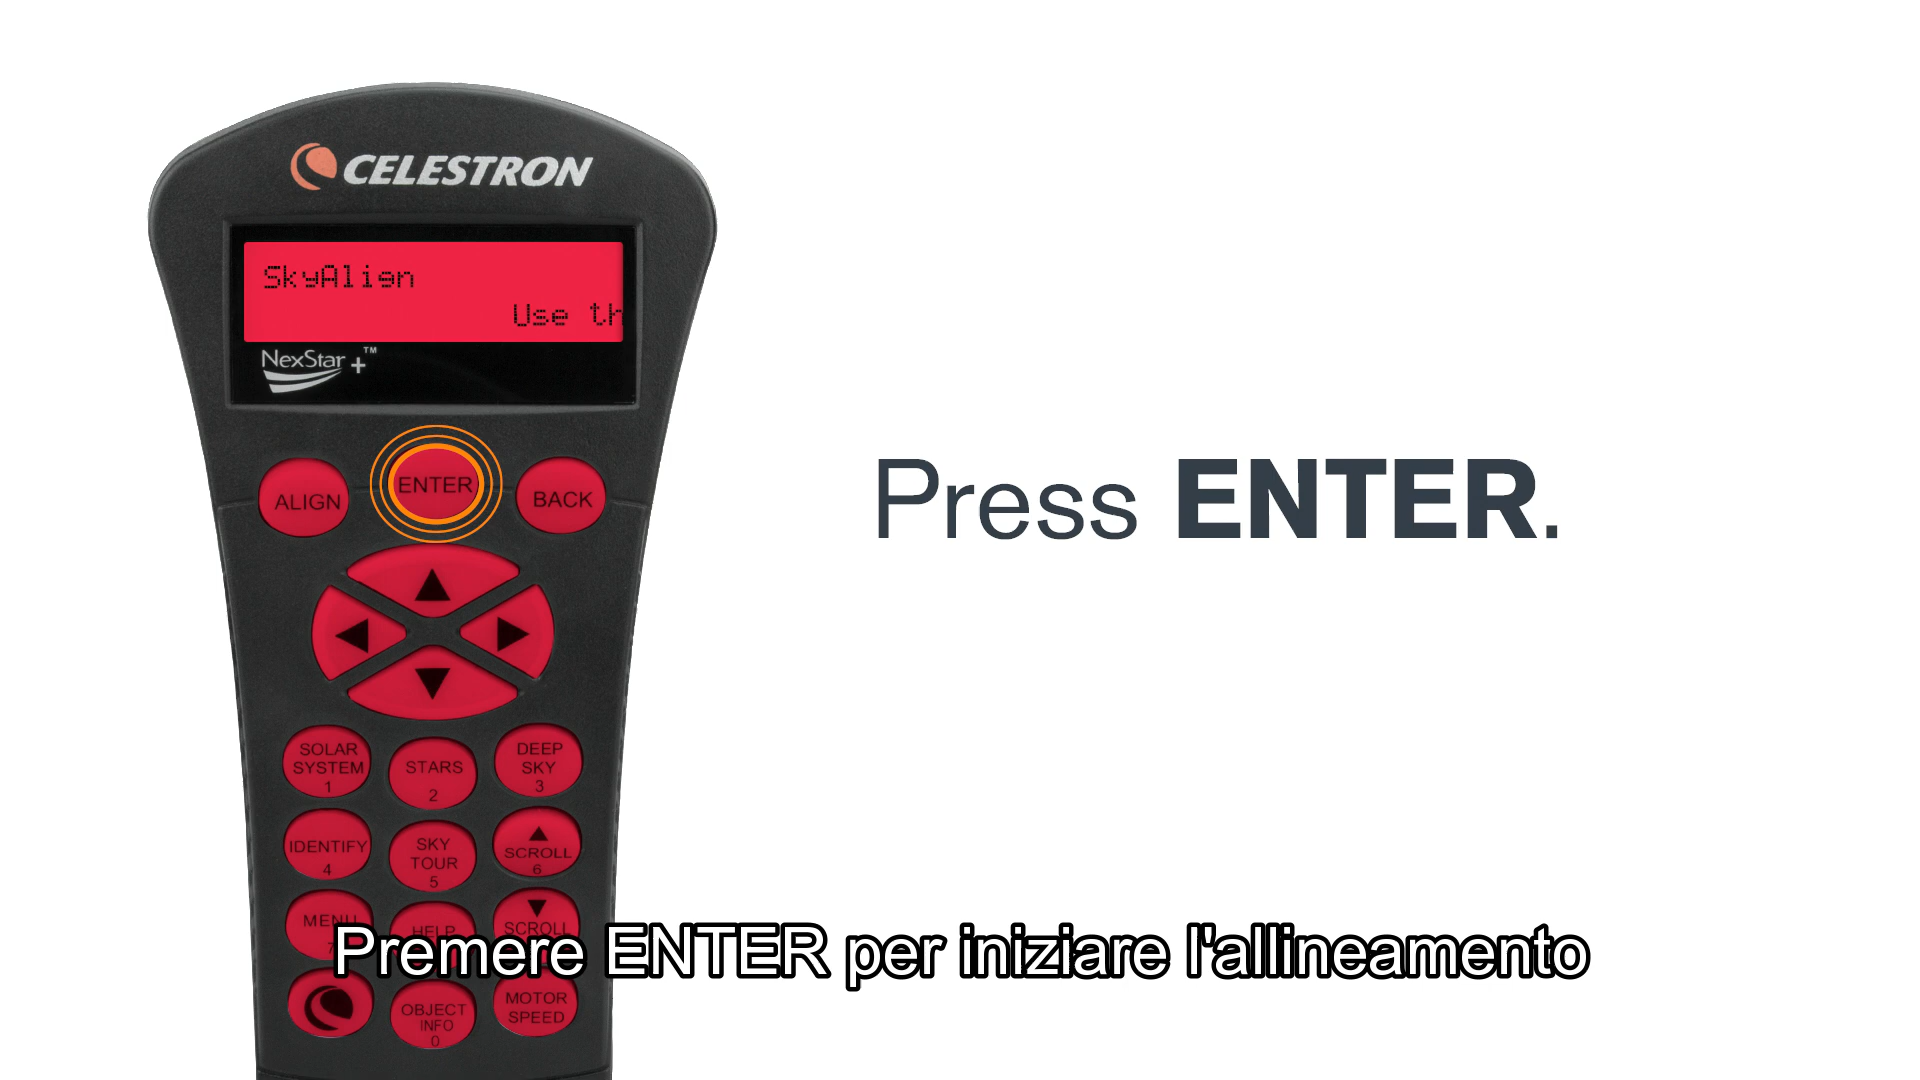 CELESTRON
SkyAlign
Use th
NexStar +™
ALIGN
ENTER
BACK
Press ENTER.
SOLAR
SYSTEM
1
STARS
2
DEEP
SKY
3
IDENTIFY
4
SKY
TOUR
5
SCROLL
6
MENU
7
HELP
SCROLL
Premere ENTER per iniziare l'allineamento
OBJECT
INFO
0
MOTOR
SPEED